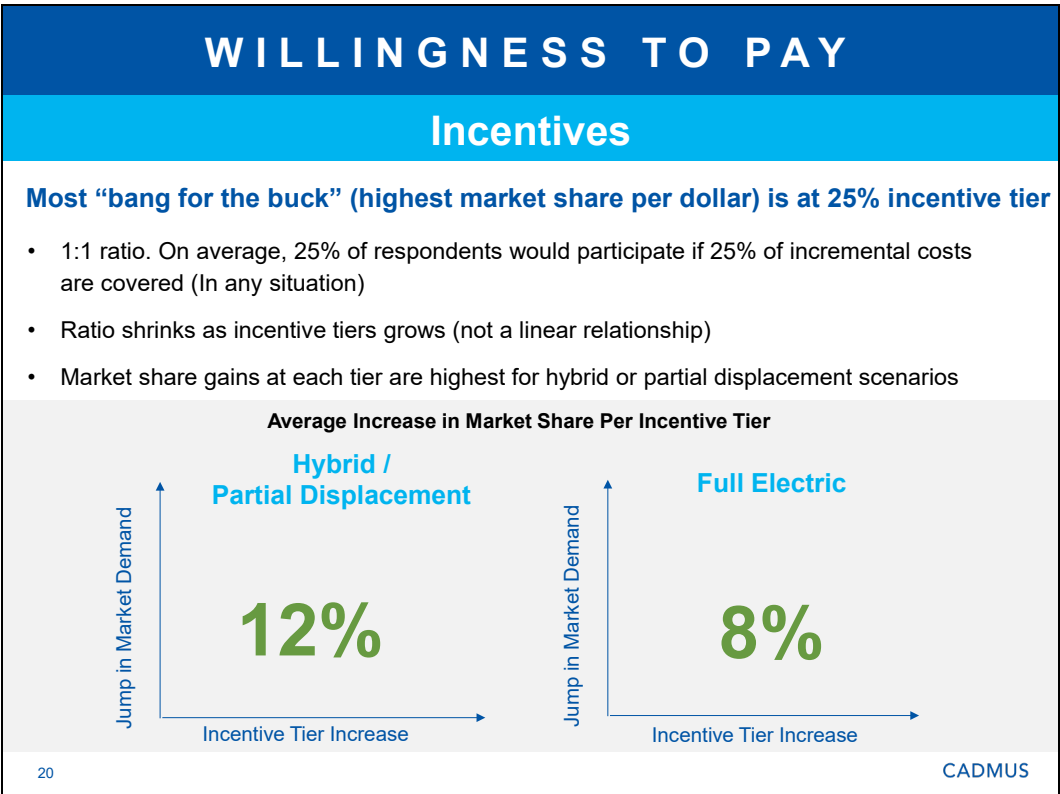 WILLINGNESS TO PAY
Incentives
Most “bang for the buck” (highest market share per dollar) is at 25% incentive tier
• 1:1 ratio. On average, 25% of respondents would participate if 25% of incremental costs
are covered (In any situation)
• Ratio shrinks as incentive tiers grows (not a linear relationship)
• Market share gains at each tier are highest for hybrid or partial displacement scenarios
Average Increase in Market Share Per Incentive Tier
Hybrid /
Partial Displacement
Jump in Market Demand
12%
Incentive Tier Increase
Full Electric
Jump in Market Demand
8%
Incentive Tier Increase
20
CADMUS